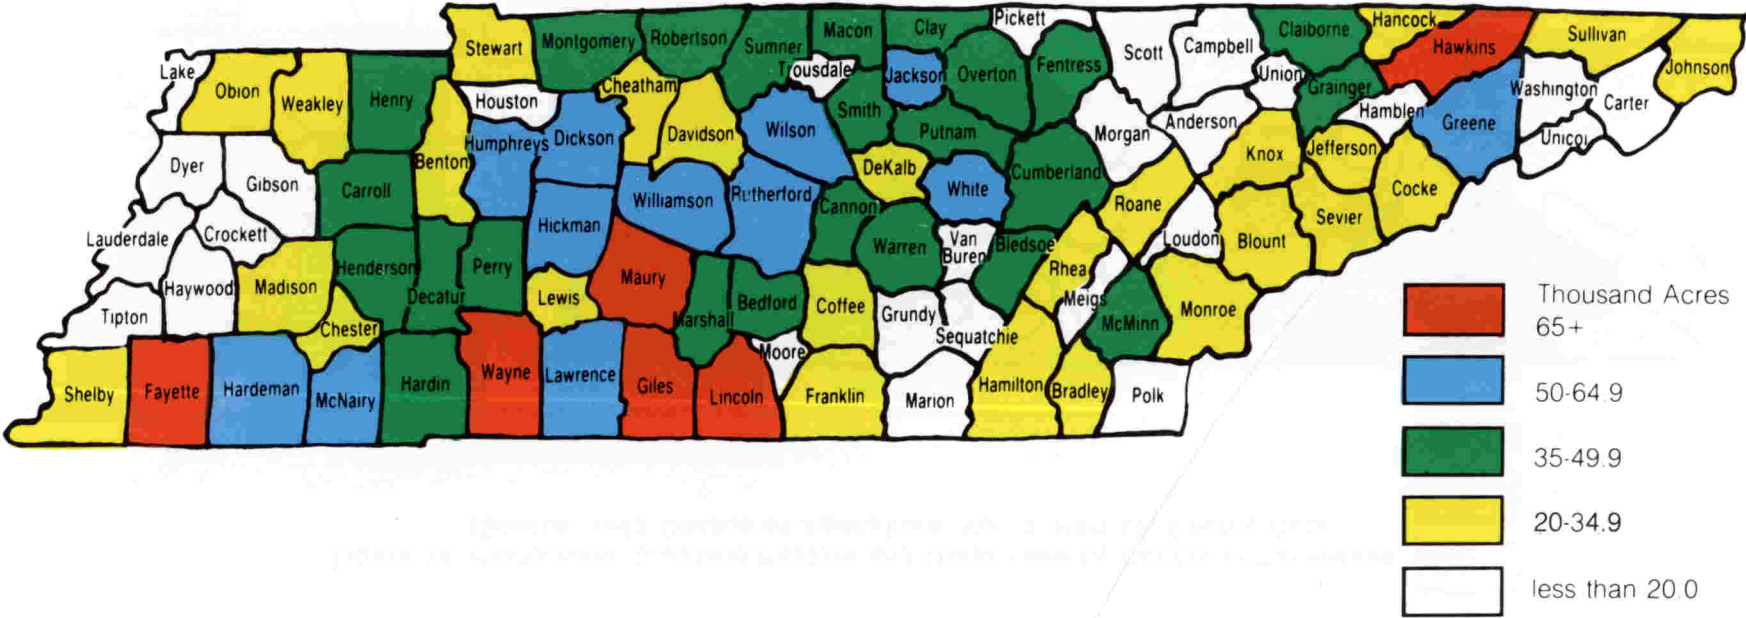 Pickett
Hancock
Stewart
Montgomery
Robertson
Sumner
Macon
Clay
Scott
Campbell
Claiborne
Hawkins
Sullivan
Johnson
Lake
Obion
Weakley
Henry
Houston
Cheatham
Trousdale
Jackson
Overton
Fentress
Union
Grainger
Hamblen
Washington
Carter
Greene
Unicoi
Benton
Humphreys
Dickson
Davidson
Wilson
Smith
Putnam
Morgan
Anderson
Knox
Jefferson
Cocke
Dyer
Gibson
Carroll
Hickman
Williamson
Rutherford
DeKalb
White
Cumberland
Roane
Sevier
Lauderdale
Crockett
Cannon
Warren
Van
Buren
Bledsoe
Loudon
Blount
Haywood
Madison
Henderson
Decatur
Perry
Lewis
Maury
Marshall
Bedford
Coffee
Grundy
Sequatchie
Rhea
Meigs
McMinn
Monroe
Tipton
Chester
Moore
Shelby
Fayette
Hardeman
McNairy
Hardin
Wayne
Lawrence
Giles
Lincoln
Franklin
Marion
Hamilton
Bradley
Polk
Thousand Acres
65+
50-64.9
35-49.9
20-34.9
less than 20.0